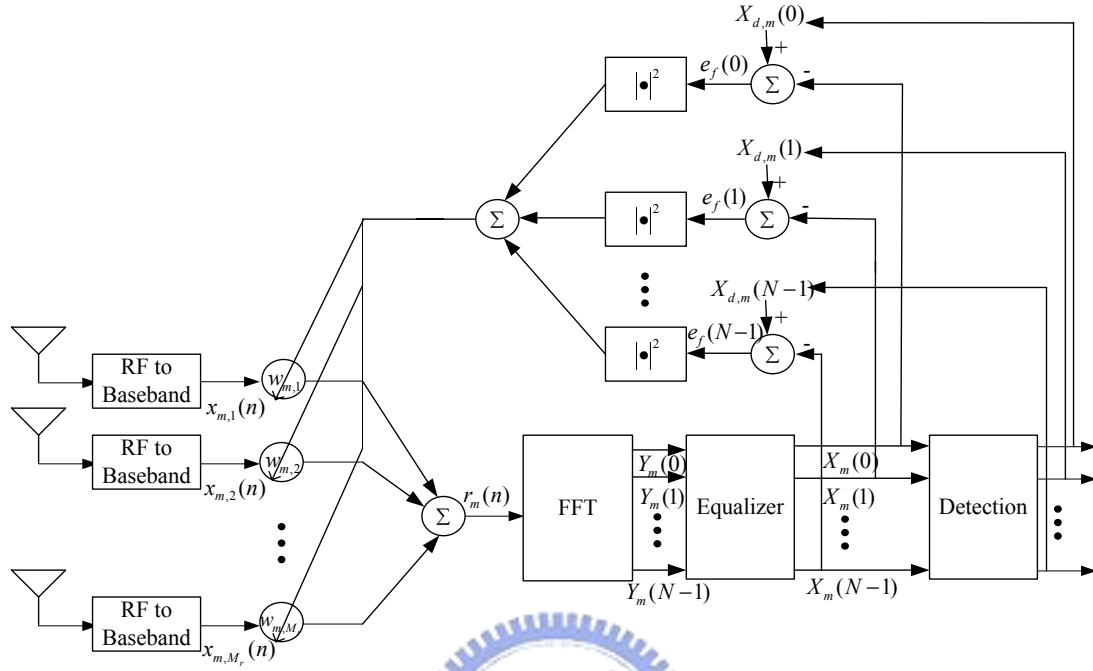 X_{d,m}(0)
+
-
Σ
e_f(0)
|•|^2
X_{d,m}(1)
+
-
Σ
e_f(1)
|•|^2
Σ
X_{d,m}(N−1)
+
-
Σ
e_f(N−1)
|•|^2
RF to
Baseband
x_{m,1}(n)
w_{m,1}
RF to
Baseband
x_{m,2}(n)
w_{m,2}
RF to
Baseband
x_{m,M_r}(n)
Σ
r_m(n)
FFT
Y_m(0)
Y_m(1)
Y_m(N−1)
Equalizer
X_m(0)
X_m(1)
X_m(N−1)
Detection